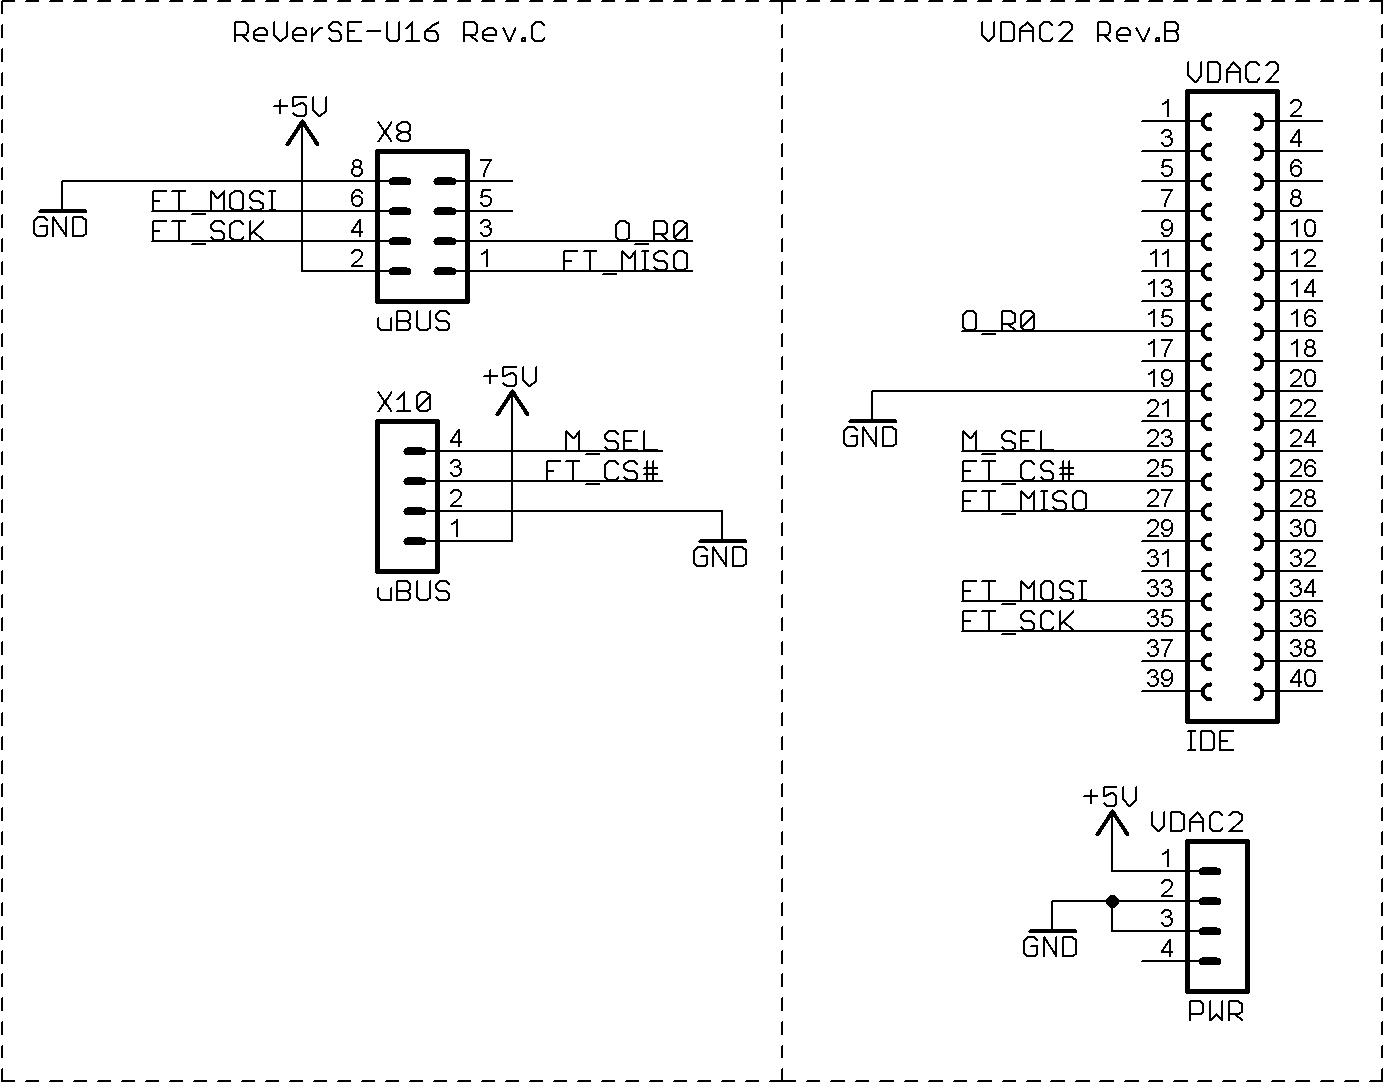 ReVerSE-U16 Rev.C
+5V
X8
8 7
GND
FT_MOSI 6 5
FT_SCK 4 3 O_R0
2 1 FT_MISO
uBUS
+5V
X10
4 M_SEL
3 FT_CS#
2
GND
1
uBUS
VDAC2 Rev.B
VDAC2
1 2
3 4
5 6
7 8
9 10
11 12
13 14
O_R0 15 16
17 18
19 20
GND
21 22
M_SEL 23 24
FT_CS# 25 26
FT_MISO 27 28
29 30
31 32
FT_MOSI 33 34
FT_SCK 35 36
37 38
39 40
IDE
+5V
VDAC2
1
2
3
GND
4
PWR